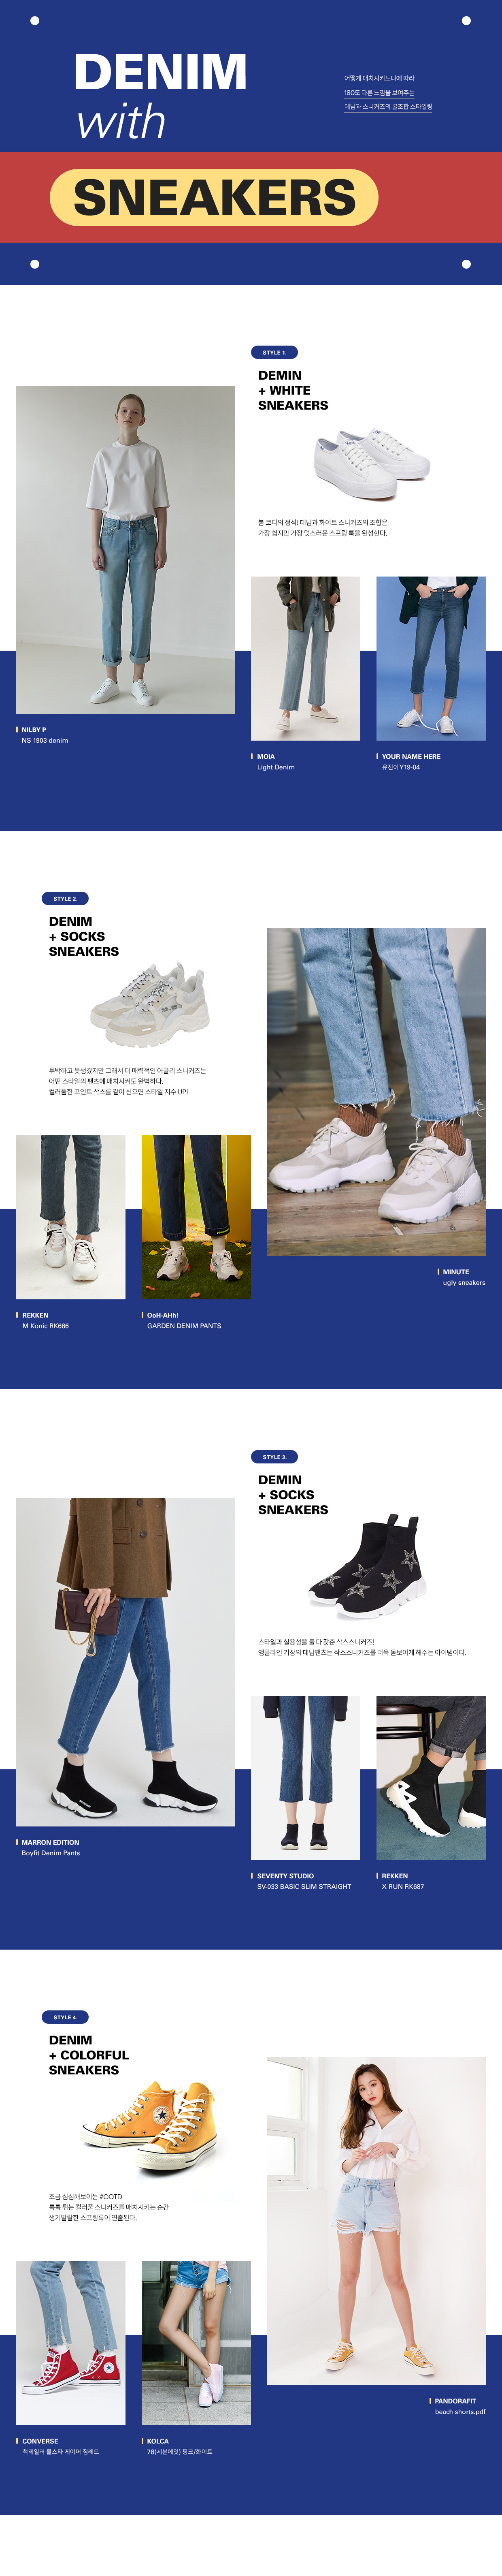 DENIM
with
SNEAKERS
어떻게 매치시키느냐에 따라
180도 다른 느낌을 보여주는
데님과 스니커즈의 꿀조합 스타일링
STYLE 1.
DEMIN
+ WHITE
SNEAKERS
봄 코디의 정석! 데님과 화이트 스니커즈의 조합은
가장 쉽지만 가장 멋스러운 스프링 룩을 완성한다.
NILBY P
NS 1903 denim
MOIA
Light Denim
YOUR NAME HERE
유진이Y19-04
STYLE 2.
DENIM
+ SOCKS
SNEAKERS
투박하고 못생겼지만 그래서 더 매력적인 어글리 스니커즈는
어떤 스타일의 팬츠에 매치시켜도 완벽하다.
컬러풀한 포인트 삭스를 같이 신으면 스타일 지수 UP!
REKKEN
M Konic RK686
OoH-AHh!
GARDEN DENIM PANTS
MINUTE
ugly sneakers
STYLE 3.
DEMIN
+ SOCKS
SNEAKERS
스타일과 실용성을 둘 다 갖춘 삭스스니커즈!
앵클라인 기장의 데님팬츠는 삭스스니커즈를 더욱 돋보이게 해주는 아이템이다.
MARRON EDITION
Boyfit Denim Pants
SEVENTY STUDIO
SV-033 BASIC SLIM STRAIGHT
REKKEN
X RUN RK687
STYLE 4.
DENIM
+ COLORFUL
SNEAKERS
조금 심심해보이는 #OOTD
톡톡 튀는 컬러풀 스니커즈를 매치시키는 순간
생기발랄한 스프링룩이 연출된다.
CONVERSE
척테일러 올스타 게이머 짐레드
KOLCA
78(세븐에잇) 핑크/화이트
PANDORAFIT
beach shorts.pdf